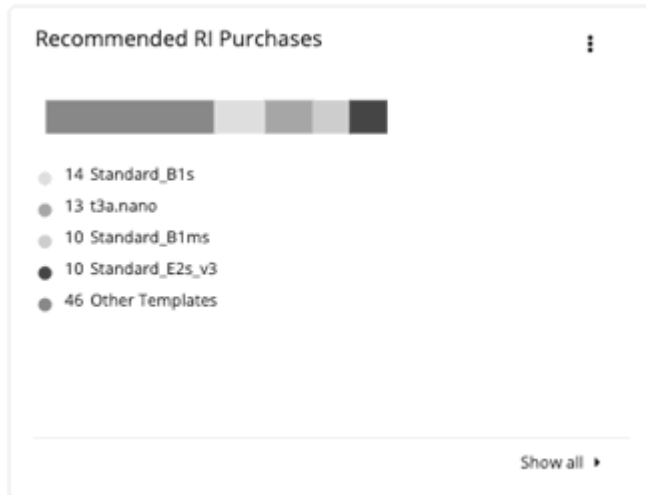 Recommended RI Purchases
14 Standard_B1s
13 t3a.nano
10 Standard_B1ms
10 Standard_E2s_v3
46 Other Templates
Show all